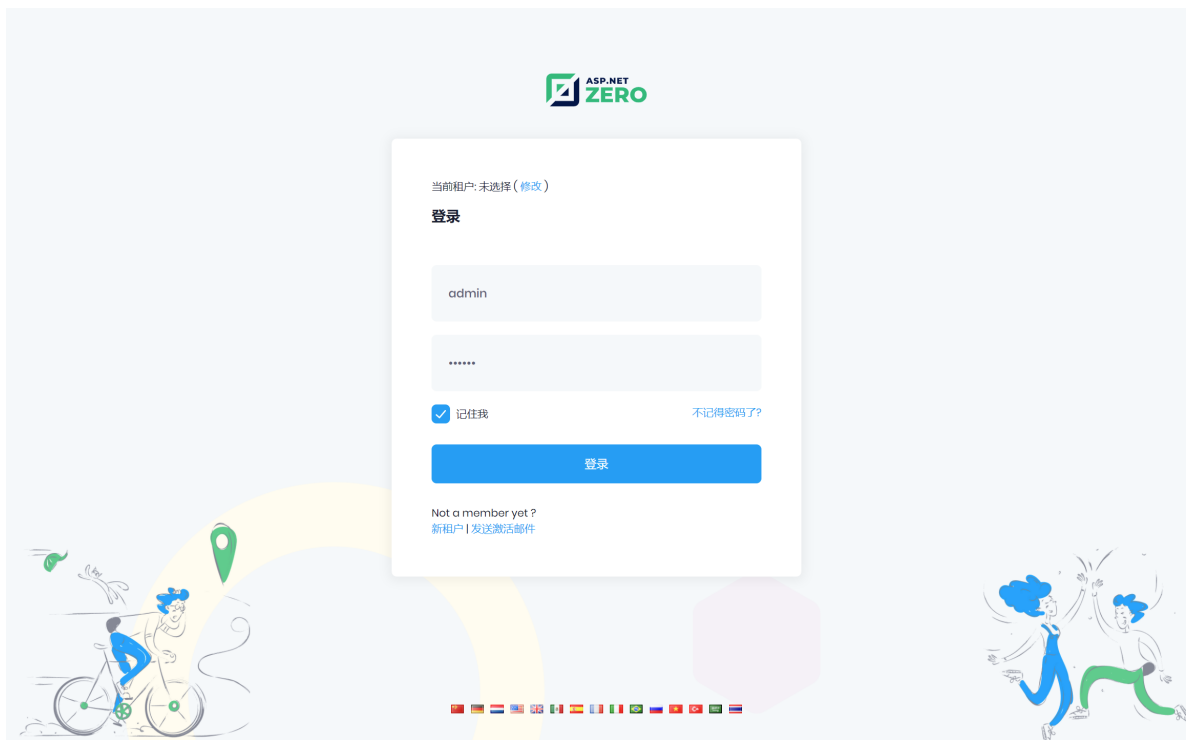 ASP.NET
ZERO
当前租户: 未选择 ( 修改 )
登录
admin
••••••
记住我
不记得密码了?
登录
Not a member yet ?
新租户 | 发送激活邮件